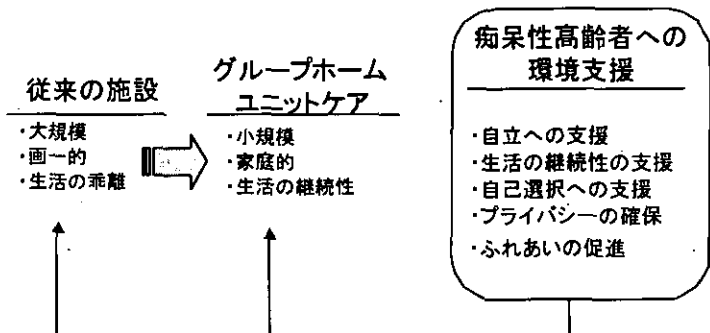 従来の施設
・大規模
・画一的
・生活の乖離
グループホーム
ユニットケア
・小規模
・家庭的
・生活の継続性
痴呆性高齢者への
環境支援
・自立への支援
・生活の継続性の支援
・自己選択への支援
・プライバシーの確保
・ふれあいの促進